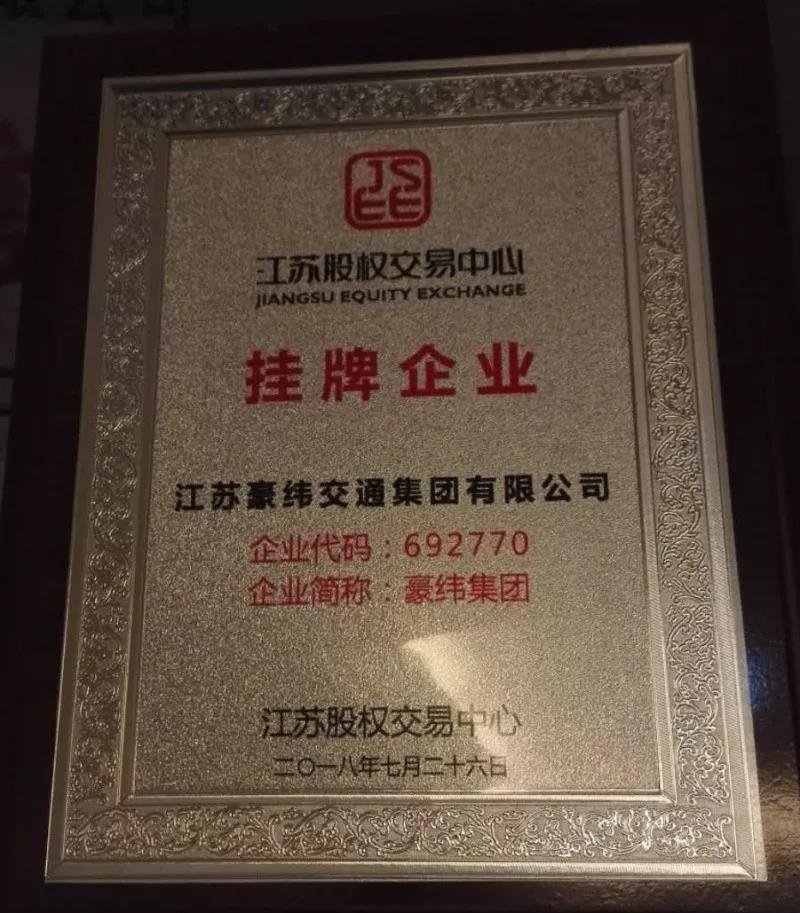 限公司
JS
EE
江苏股权交易中心
JIANGSU EQUITY EXCHANGE
挂牌企业
江苏豪纬交通集团有限公司
企业代码：692770
企业简称：豪纬集团
江苏股权交易中心
二〇一八年七月二十六日